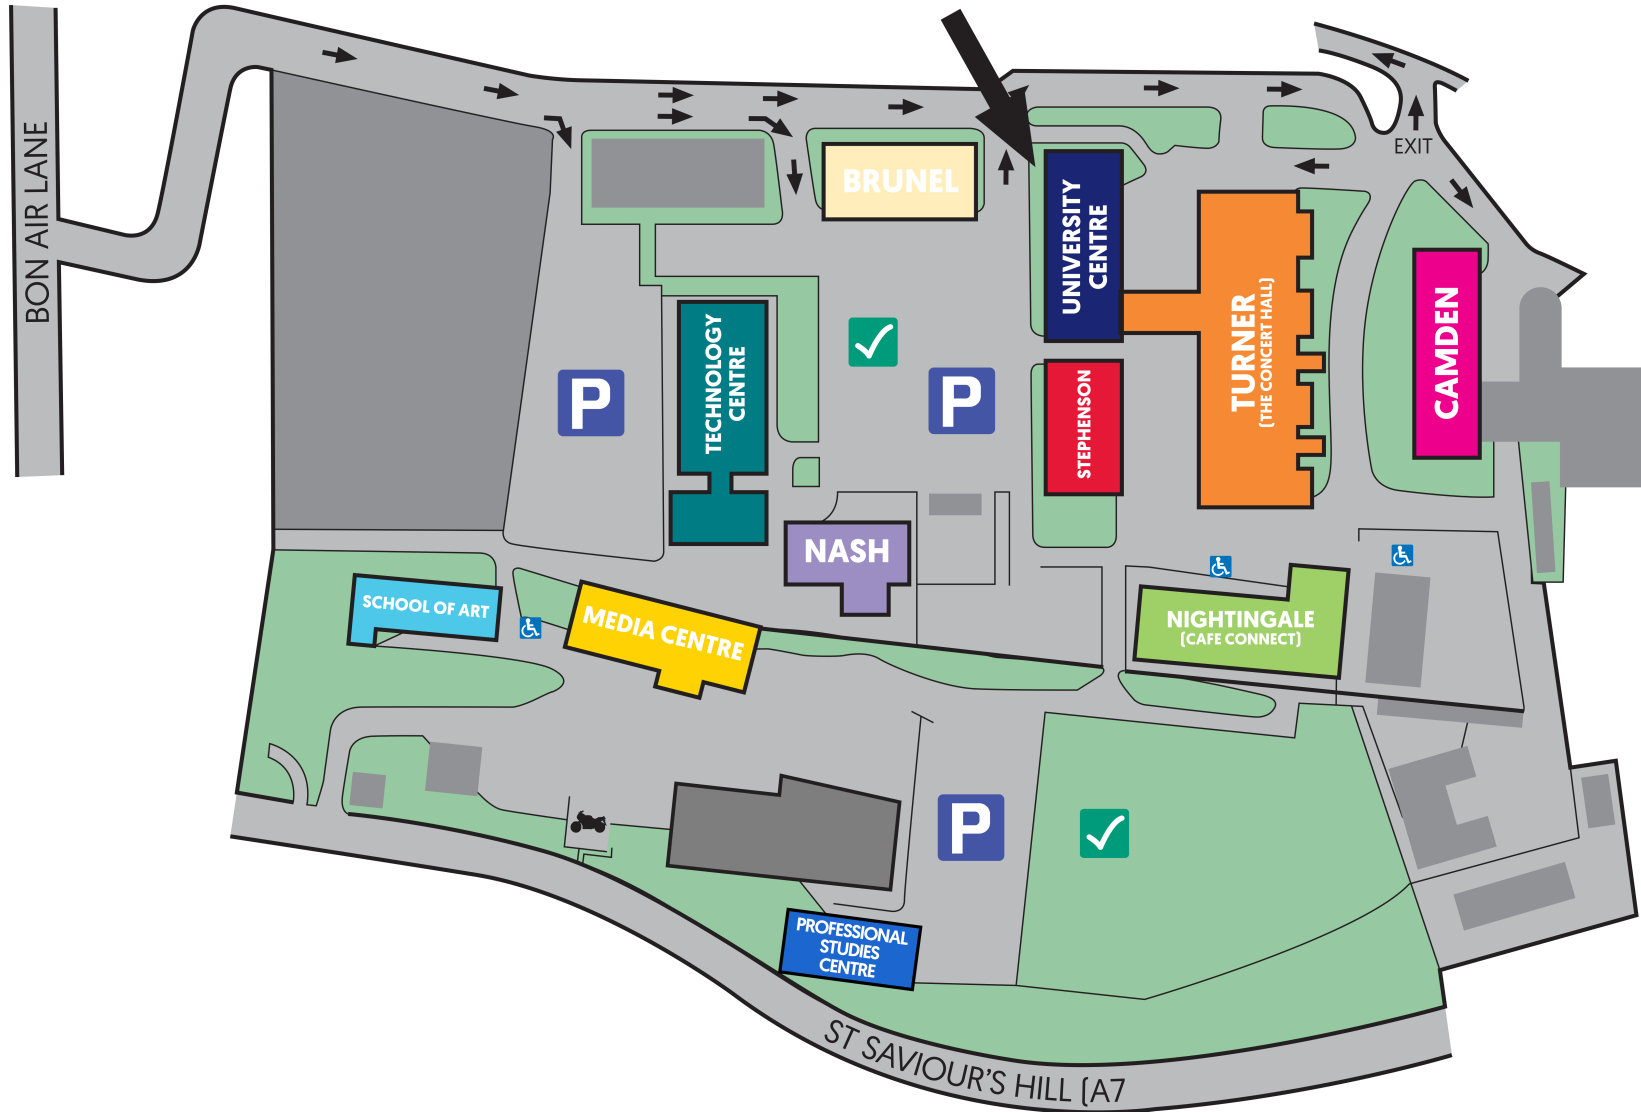 BON AIR LANE
EXIT
BRUNEL
UNIVERSITY
CENTRE
TURNER
(THE CONCERT HALL)
CAMDEN
TECHNOLOGY
CENTRE
P
P
STEPHENSON
NASH
SCHOOL OF ART
MEDIA CENTRE
NIGHTINGALE
(CAFE CONNECT)
P
PROFESSIONAL
STUDIES
CENTRE
ST SAVIOUR'S HILL (A7